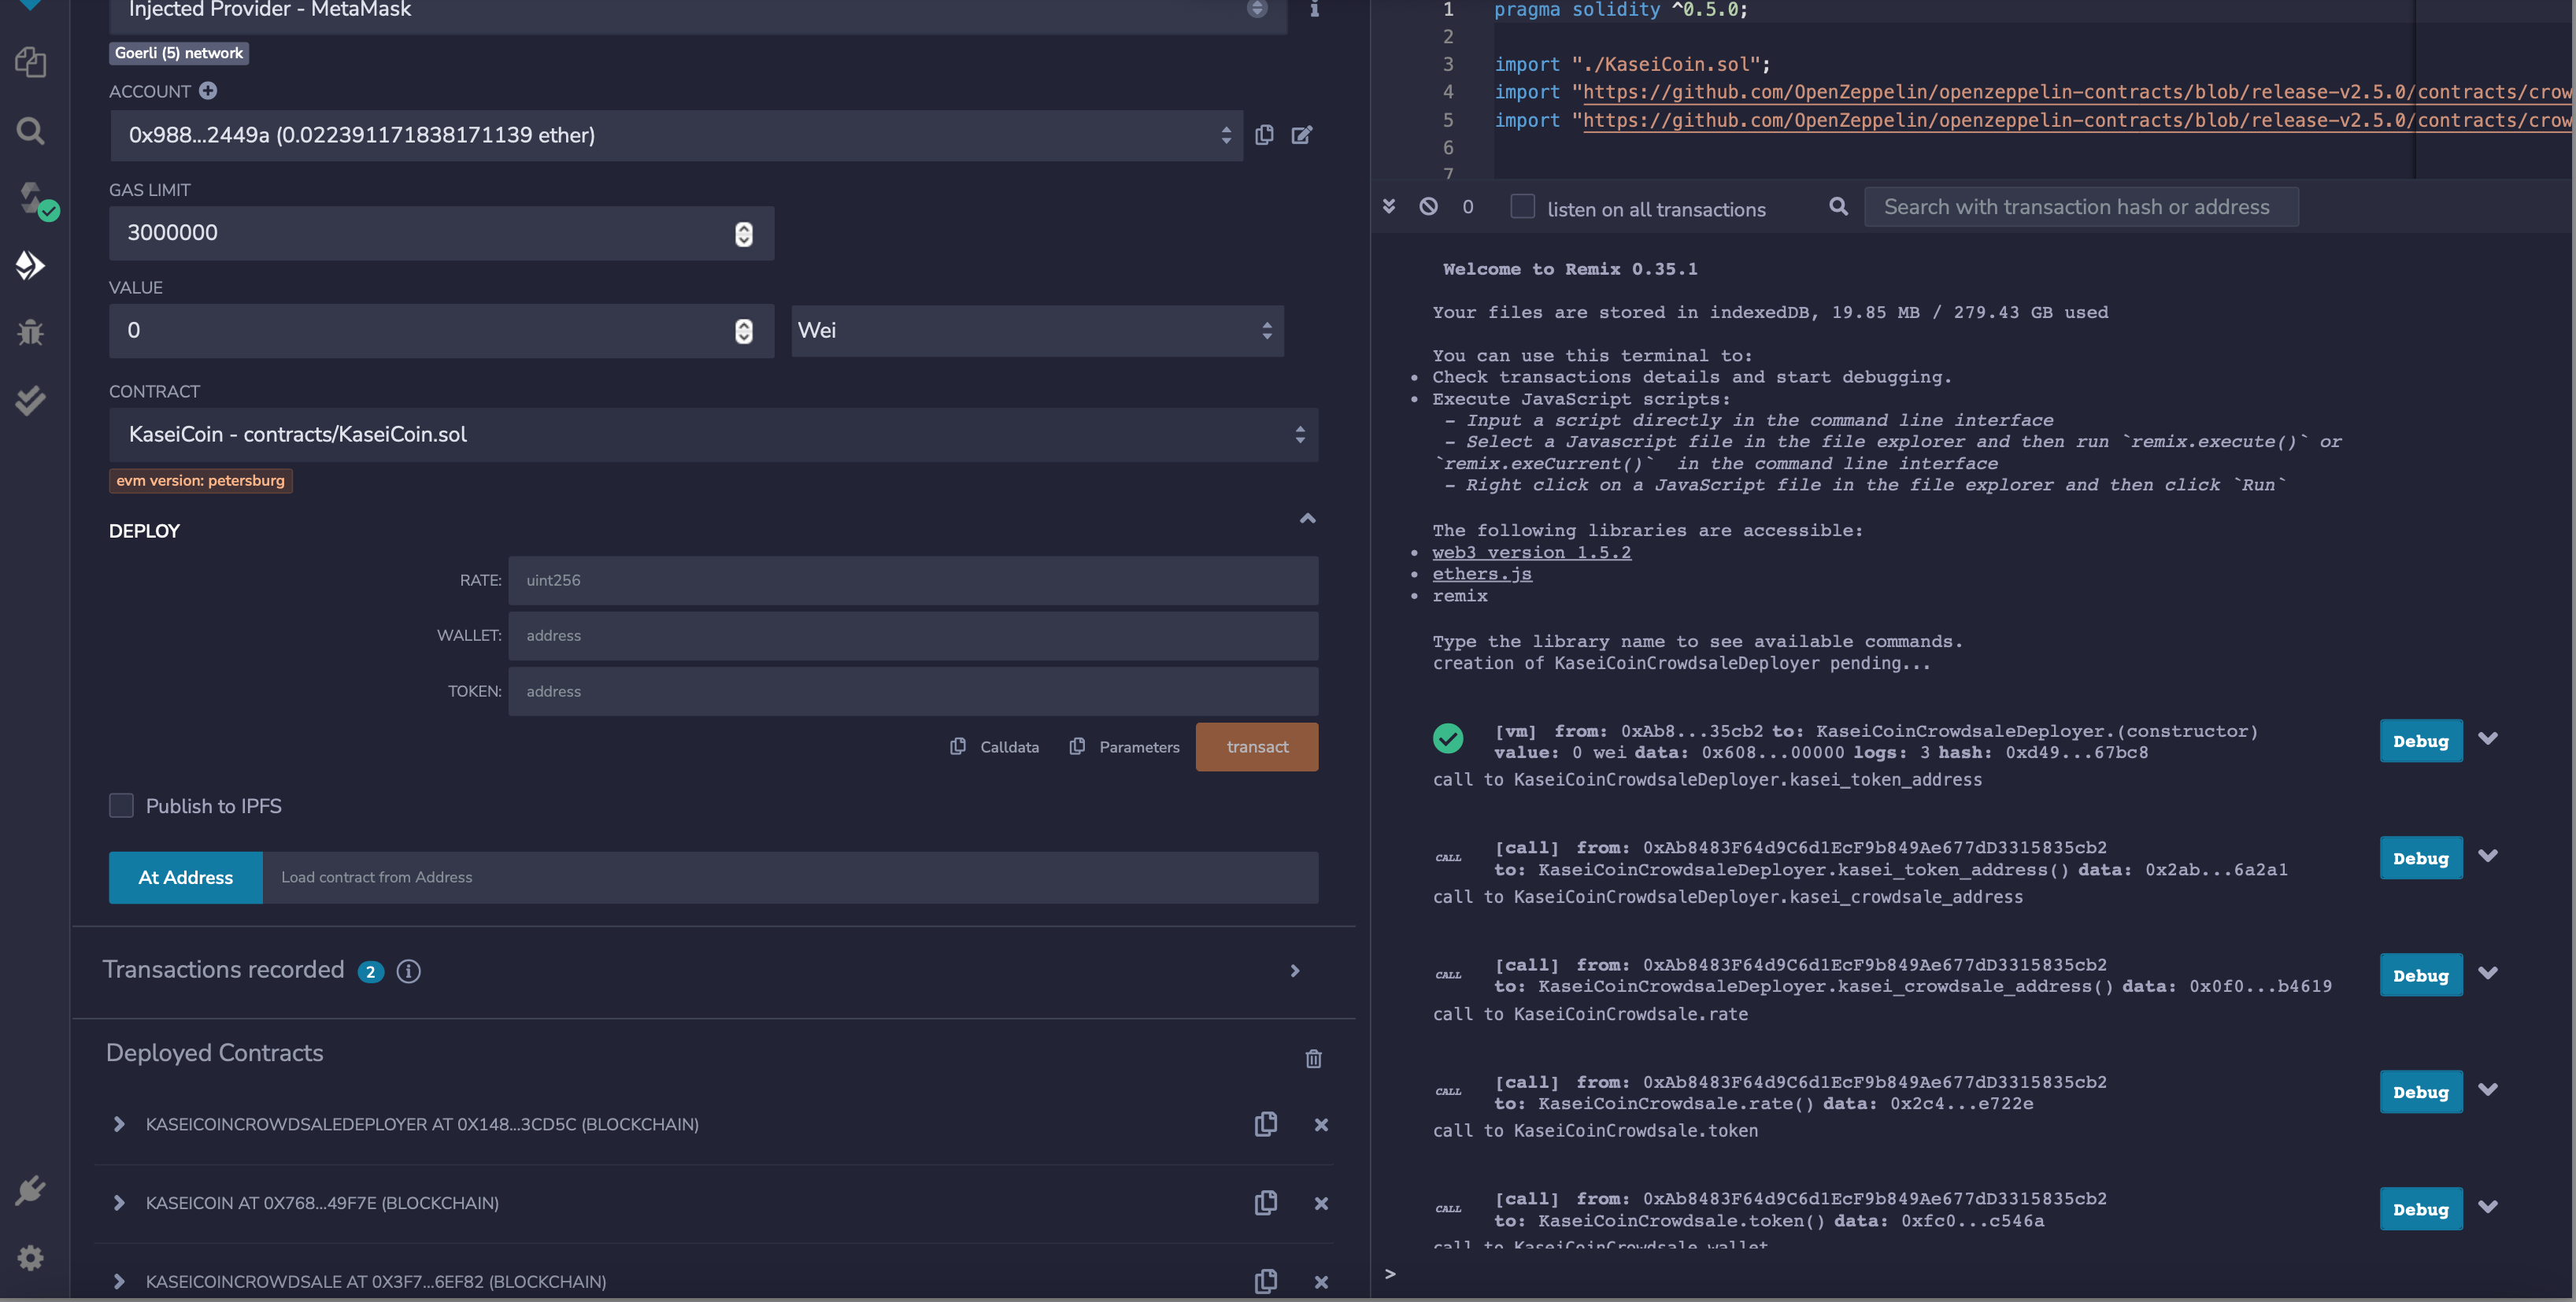 Injected Provider - MetaMask
Goerli (5) network
ACCOUNT
0x988...2449a (0.022391171838171139 ether)
GAS LIMIT
3000000
VALUE
0
Wei
CONTRACT
KaseiCoin - contracts/KaseiCoin.sol
evm version: petersburg
DEPLOY
RATE: uint256
WALLET: address
TOKEN: address
Calldata Parameters transact
Publish to IPFS
At Address Load contract from Address
Transactions recorded 2
Deployed Contracts
KASEICOINCROWDSALEDEPLOYER AT 0X148...3CD5C (BLOCKCHAIN)
KASEICOIN AT 0X768...49F7E (BLOCKCHAIN)
KASEICOINCROWDSALE AT 0X3F7...6EF82 (BLOCKCHAIN)
1 pragma solidity ^0.5.0;
2
3 import "./KaseiCoin.sol";
4 import "https://github.com/OpenZeppelin/openzeppelin-contracts/blob/release-v2.5.0/contracts/crow
5 import "https://github.com/OpenZeppelin/openzeppelin-contracts/blob/release-v2.5.0/contracts/crow
6
7
0 listen on all transactions Search with transaction hash or address
Welcome to Remix 0.35.1
Your files are stored in indexedDB, 19.85 MB / 279.43 GB used
You can use this terminal to:
• Check transactions details and start debugging.
• Execute JavaScript scripts:
- Input a script directly in the command line interface
- Select a Javascript file in the file explorer and then run `remix.execute()` or
`remix.exeCurrent()` in the command line interface
- Right click on a JavaScript file in the file explorer and then click `Run`
The following libraries are accessible:
• web3 version 1.5.2
• ethers.js
• remix
Type the library name to see available commands.
creation of KaseiCoinCrowdsaleDeployer pending...
[vm] from: 0xAb8...35cb2 to: KaseiCoinCrowdsaleDeployer.(constructor)
value: 0 wei data: 0x608...00000 logs: 3 hash: 0xd49...67bc8
Debug
call to KaseiCoinCrowdsaleDeployer.kasei_token_address
CALL [call] from: 0xAb8483F64d9C6d1EcF9b849Ae677dD3315835cb2
to: KaseiCoinCrowdsaleDeployer.kasei_token_address() data: 0x2ab...6a2a1
Debug
call to KaseiCoinCrowdsaleDeployer.kasei_crowdsale_address
CALL [call] from: 0xAb8483F64d9C6d1EcF9b849Ae677dD3315835cb2
to: KaseiCoinCrowdsaleDeployer.kasei_crowdsale_address() data: 0x0f0...b4619
Debug
call to KaseiCoinCrowdsale.rate
CALL [call] from: 0xAb8483F64d9C6d1EcF9b849Ae677dD3315835cb2
to: KaseiCoinCrowdsale.rate() data: 0x2c4...e722e
Debug
call to KaseiCoinCrowdsale.token
CALL [call] from: 0xAb8483F64d9C6d1EcF9b849Ae677dD3315835cb2
to: KaseiCoinCrowdsale.token() data: 0xfc0...c546a
Debug
call to KaseiCoinCrowdsale.wallet
>